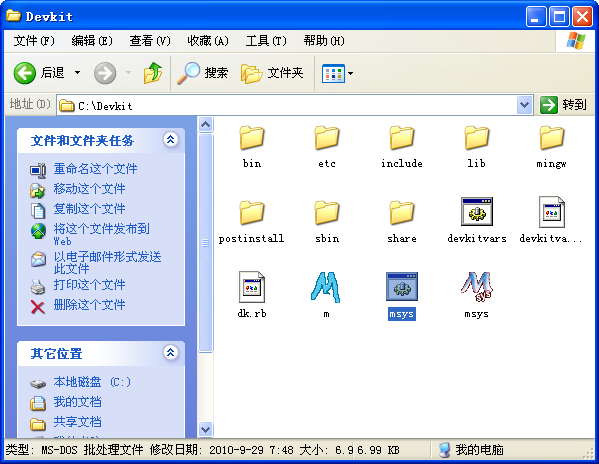 Devkit
文件(F) 编辑(E) 查看(V) 收藏(A) 工具(T) 帮助(H)
后退 搜索 文件夹
地址(D) C:\Devkit 转到
文件和文件夹任务
重命名这个文件
移动这个文件
复制这个文件
将这个文件发布到
Web
以电子邮件形式发送
此文件
打印这个文件
删除这个文件
其它位置
本地磁盘 (C:)
我的文档
共享文档
bin etc include lib mingw
postinstall sbin share devkitvars devkitva...
dk.rb m msys msys
类型: MS-DOS 批处理文件 修改日期: 2010-9-29 7:48 大小: 6.9 6.99 KB 我的电脑